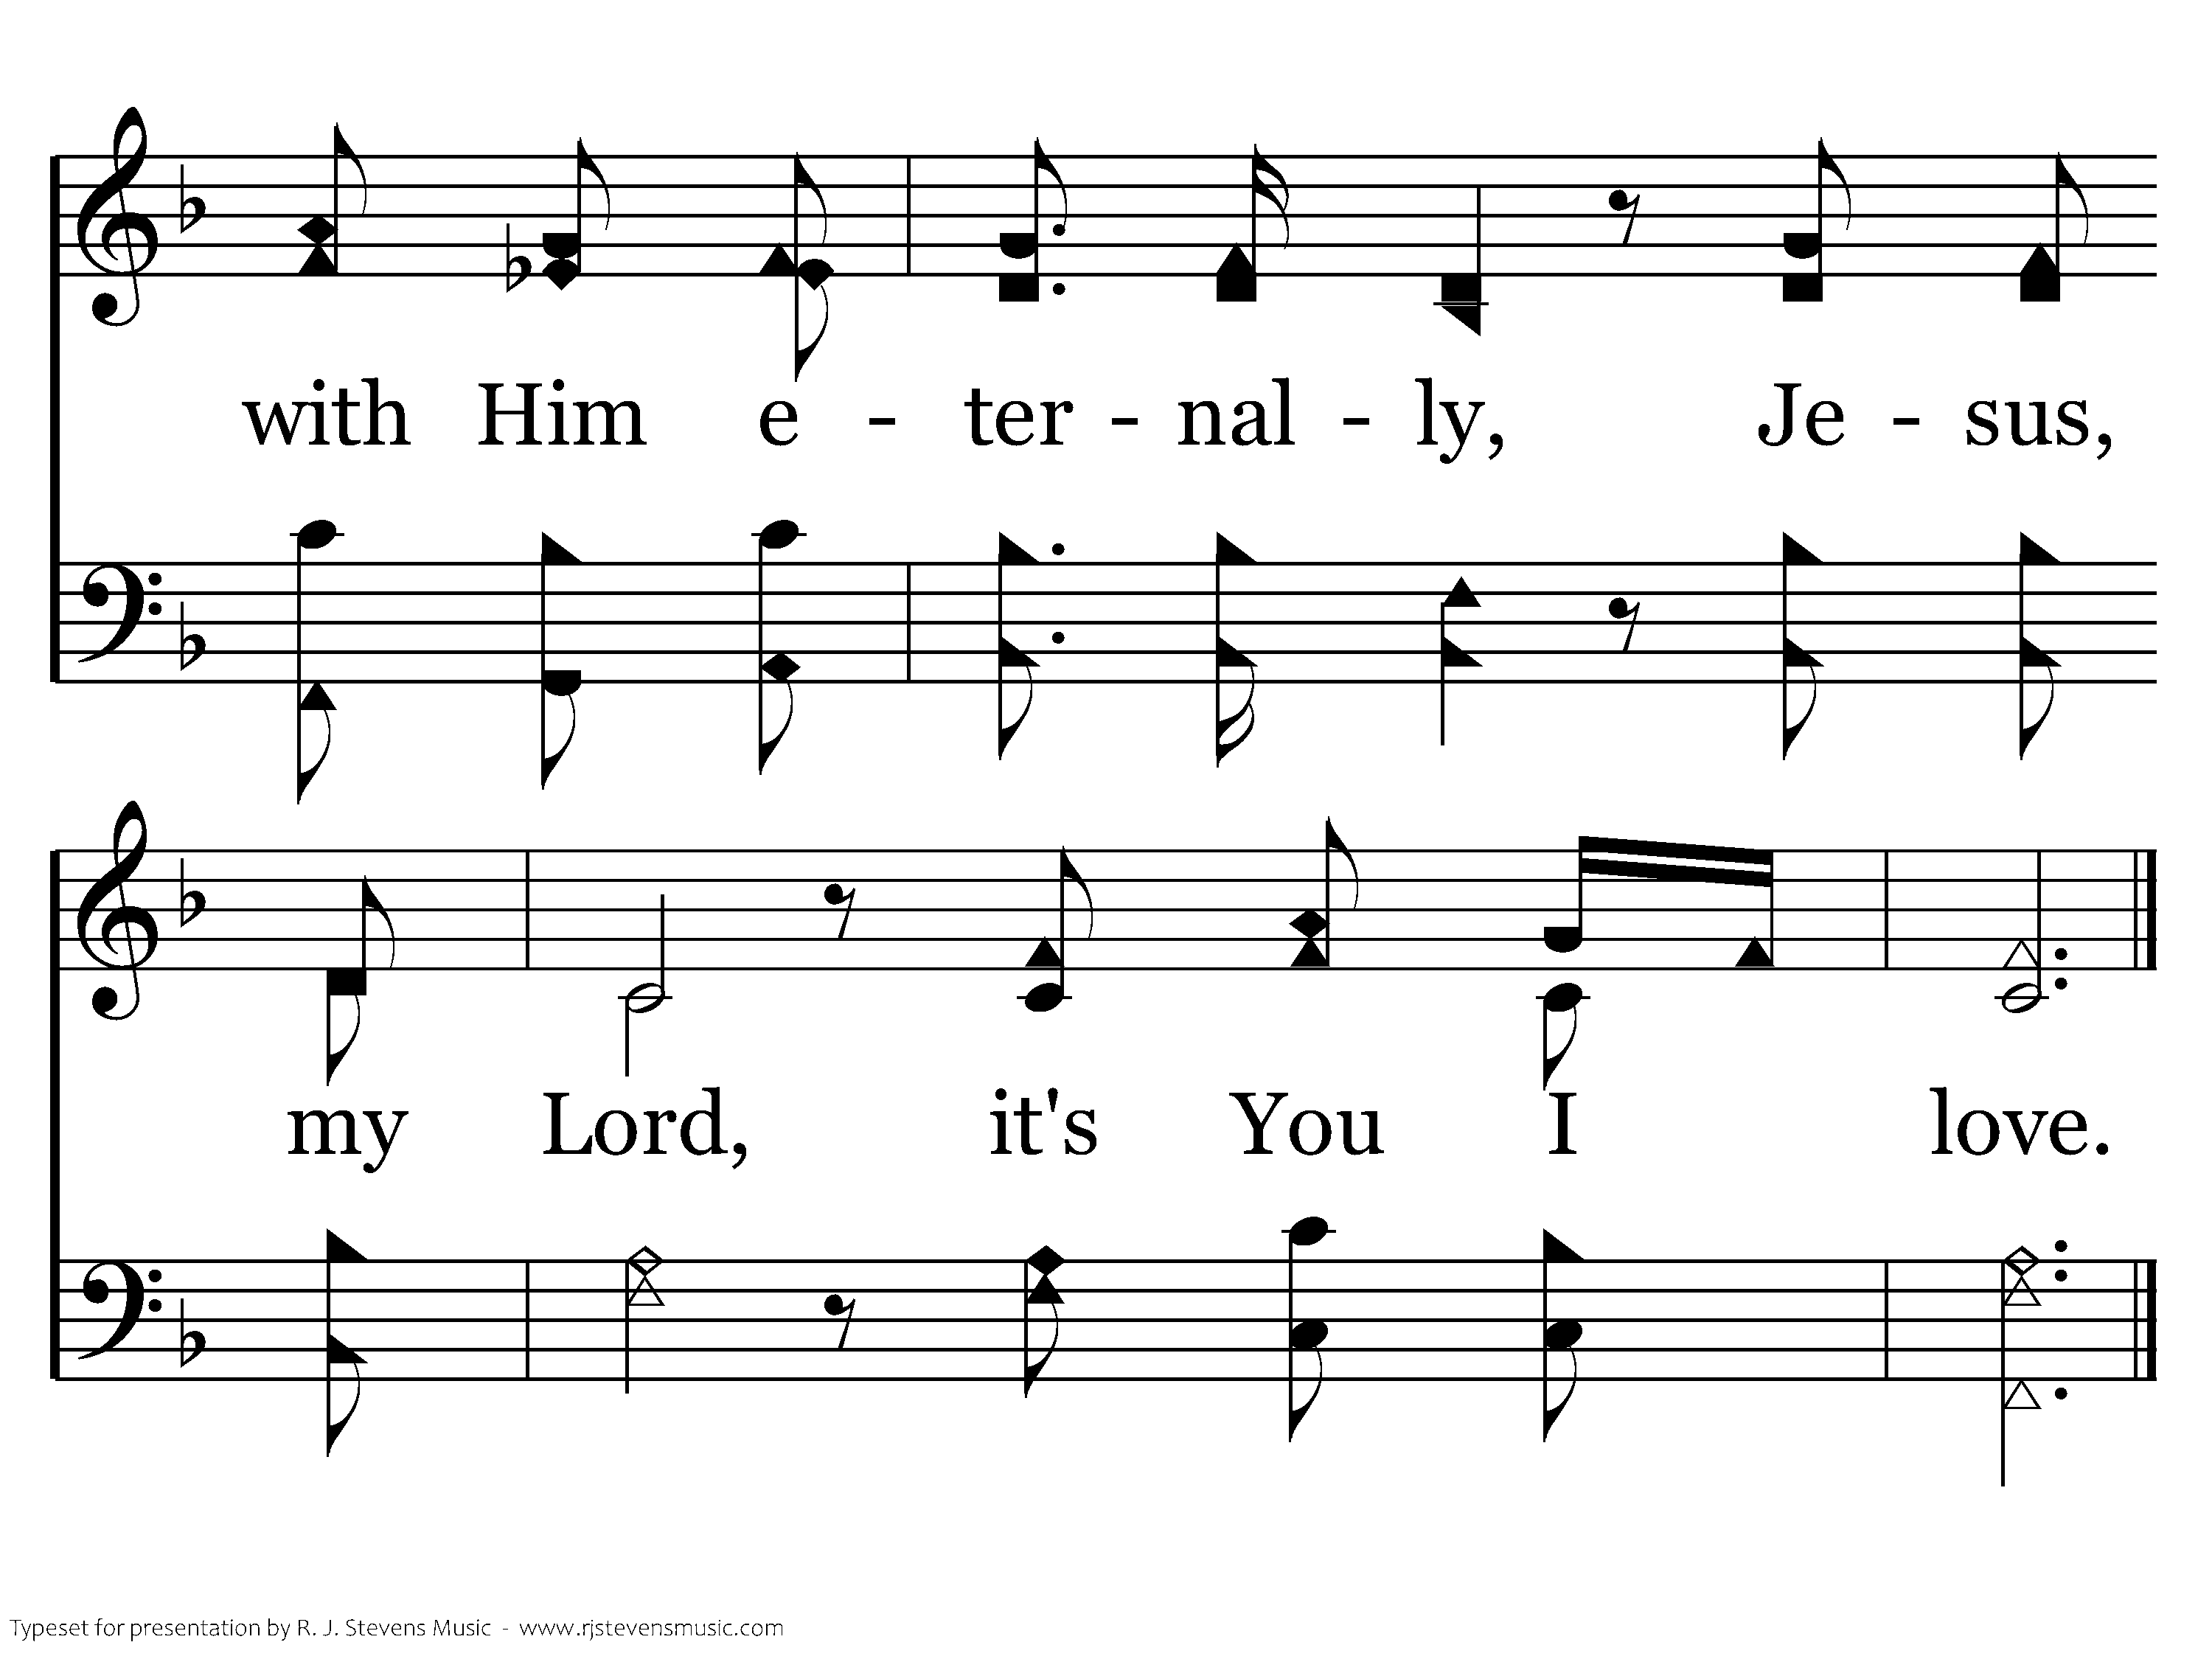 with Him e - ter - nal - ly, Je - sus,
my Lord, it's You I love.
Typeset for presentation by R. J. Stevens Music - www.rjstevensmusic.com